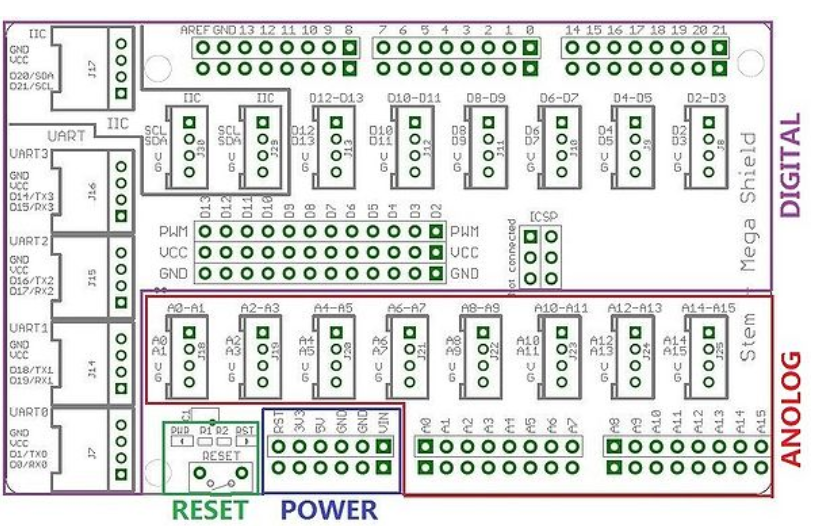 IIC
GND
VCC
D20/SDA
D21/SCL
J17
AREF GND 13 12 11 10 9 8
7 6 5 4 3 2 1 0
14 15 16 17 18 19 20 21
IIC
UART
IIC
SCL
SDA
V
G
J30
IIC
SCL
SDA
V
G
J29
D12-D13
D12
D13
V
G
J13
D10-D11
D10
D11
V
G
J12
D8-D9
D8
D9
V
G
J11
D6-D7
D6
D7
V
G
J10
D4-D5
D4
D5
V
G
J9
D2-D3
D2
D3
V
G
J8
DIGITAL
UART3
GND
VCC
D14/TX3
D15/RX3
J16
D13 D12 D11 D10 D9 D8 D7 D6 D5 D4 D3 D2
PWM PWM
VCC VCC
GND GND
ICSP
not connected
Stem - Mega Shield
UART2
GND
VCC
D16/TX2
D17/RX2
J15
UART1
GND
VCC
D18/TX1
D19/RX1
J14
A0-A1
A0
A1
V
G
J18
A2-A3
A2
A3
V
G
J19
A4-A5
A4
A5
V
G
J20
A6-A7
A6
A7
V
G
J21
A8-A9
A8
A9
V
G
J22
A10-A11
A10
A11
V
G
J23
A12-A13
A12
A13
V
G
J24
A14-A15
A14
A15
V
G
J25
ANOLOG
UART0
GND
VCC
D1/TX0
D0/RX0
J7
C1
PWR R1 R2 RST
RESET
RESET
RST 3V3 5V GND GND VIN
POWER
A0 A1 A2 A3 A4 A5 A6 A7
A8 A9 A10 A11 A12 A13 A14 A15